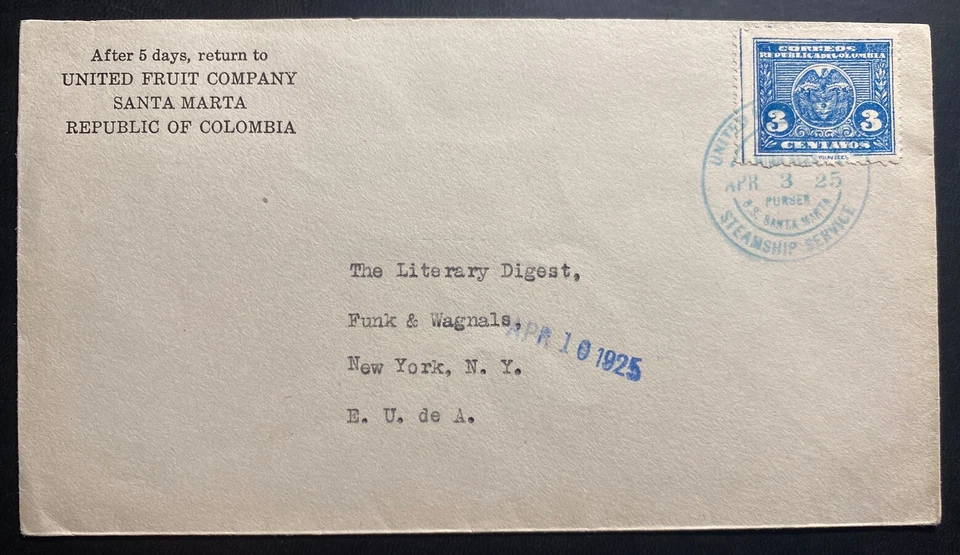 After 5 days, return to
UNITED FRUIT COMPANY
SANTA MARTA
REPUBLIC OF COLOMBIA
CORREOS
REPUBLICA DE COLOMBIA
3 3
CENTAVOS
UNITED
APR 3 25
PURSER
S.S. SANTA MARTA
STEAMSHIP SERVICE
The Literary Digest,
Funk & Wagnals,
APR 10 1925
New York, N. Y.
E. U. de A.